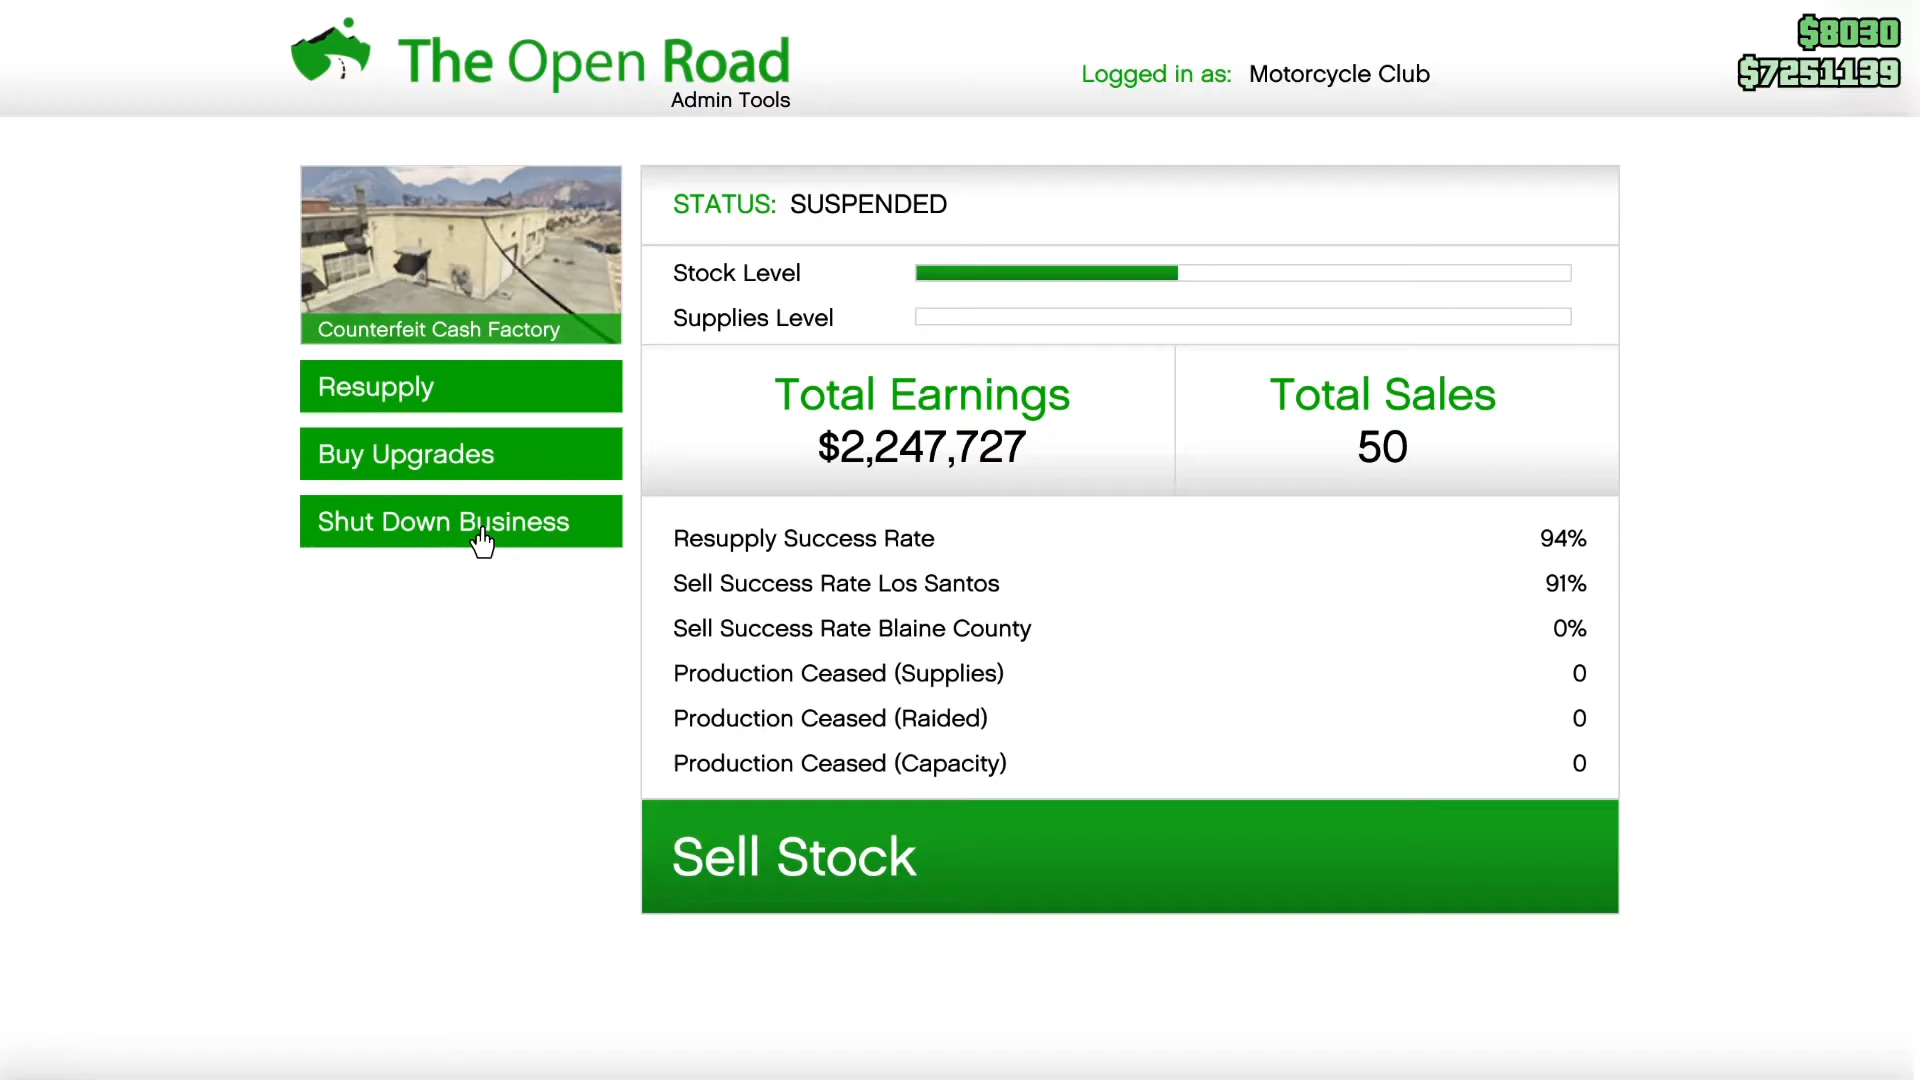 The Open Road
Admin Tools
Logged in as: Motorcycle Club
$8030
$7251139
Counterfeit Cash Factory
Resupply
Buy Upgrades
Shut Down Business
STATUS: SUSPENDED
Stock Level
Supplies Level
Total Earnings
$2,247,727
Total Sales
50
Resupply Success Rate 94%
Sell Success Rate Los Santos 91%
Sell Success Rate Blaine County 0%
Production Ceased (Supplies) 0
Production Ceased (Raided) 0
Production Ceased (Capacity) 0
Sell Stock